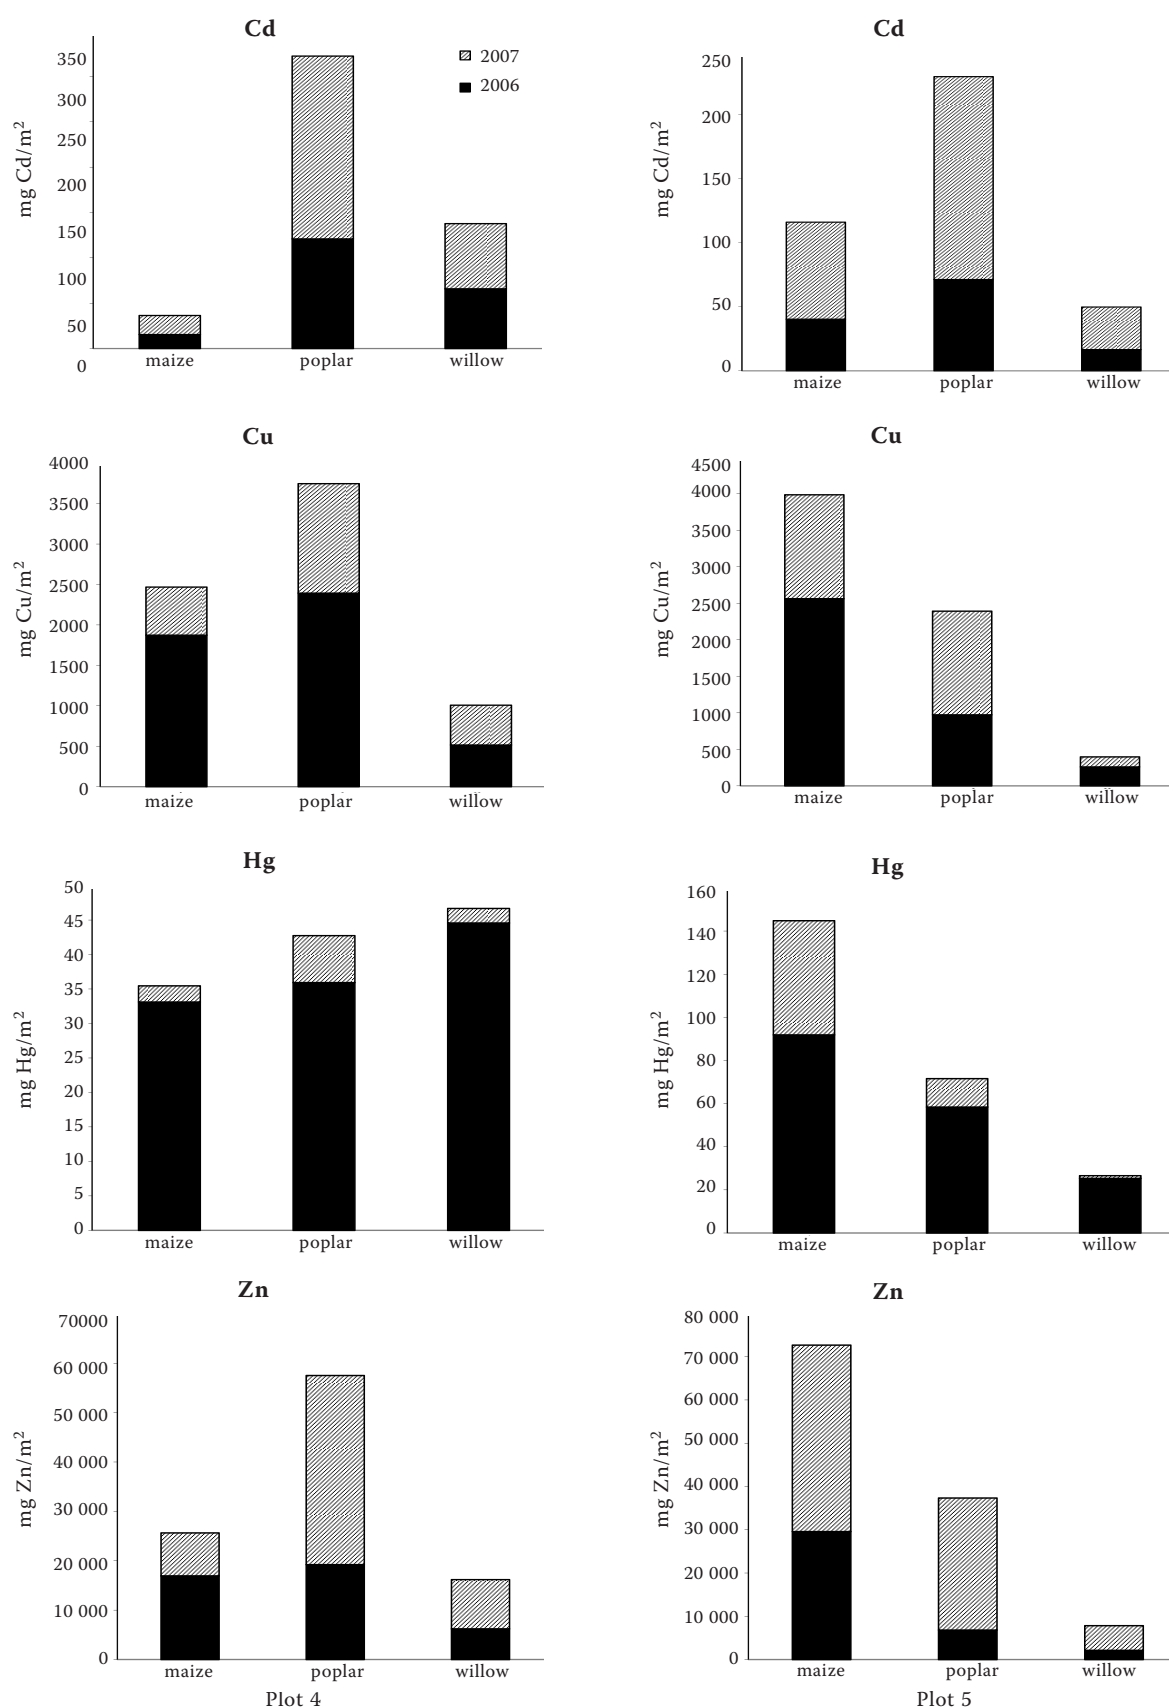 Cd
350
300
250
200
150
100
50
0
mg Cd/m²
2007
2006
maize poplar willow
Cd
250
200
150
100
50
0
mg Cd/m²
maize poplar willow
Cu
4000
3500
3000
2500
2000
1500
1000
500
0
mg Cu/m²
maize poplar willow
Cu
4500
4000
3500
3000
2500
2000
1500
1000
500
0
mg Cu/m²
maize poplar willow
Hg
50
45
40
35
30
25
20
15
10
5
0
mg Hg/m²
maize poplar willow
Hg
160
140
120
100
80
60
40
20
0
mg Hg/m²
maize poplar willow
Zn
70000
60 000
50 000
40 000
30 000
20 000
10 000
0
mg Zn/m²
maize poplar willow
Plot 4
Zn
80 000
70 000
60 000
50 000
40 000
30 000
20 000
10 000
0
mg Zn/m²
maize poplar willow
Plot 5